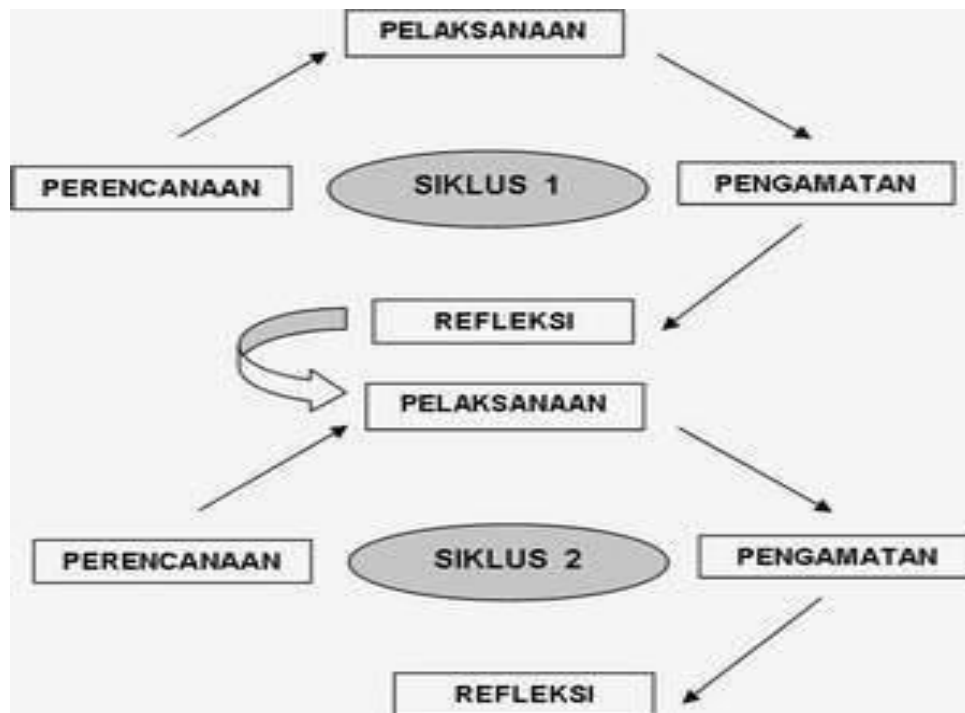 PELAKSANAAN
PERENCANAAN
SIKLUS 1
PENGAMATAN
REFLEKSI
PELAKSANAAN
PERENCANAAN
SIKLUS 2
PENGAMATAN
REFLEKSI